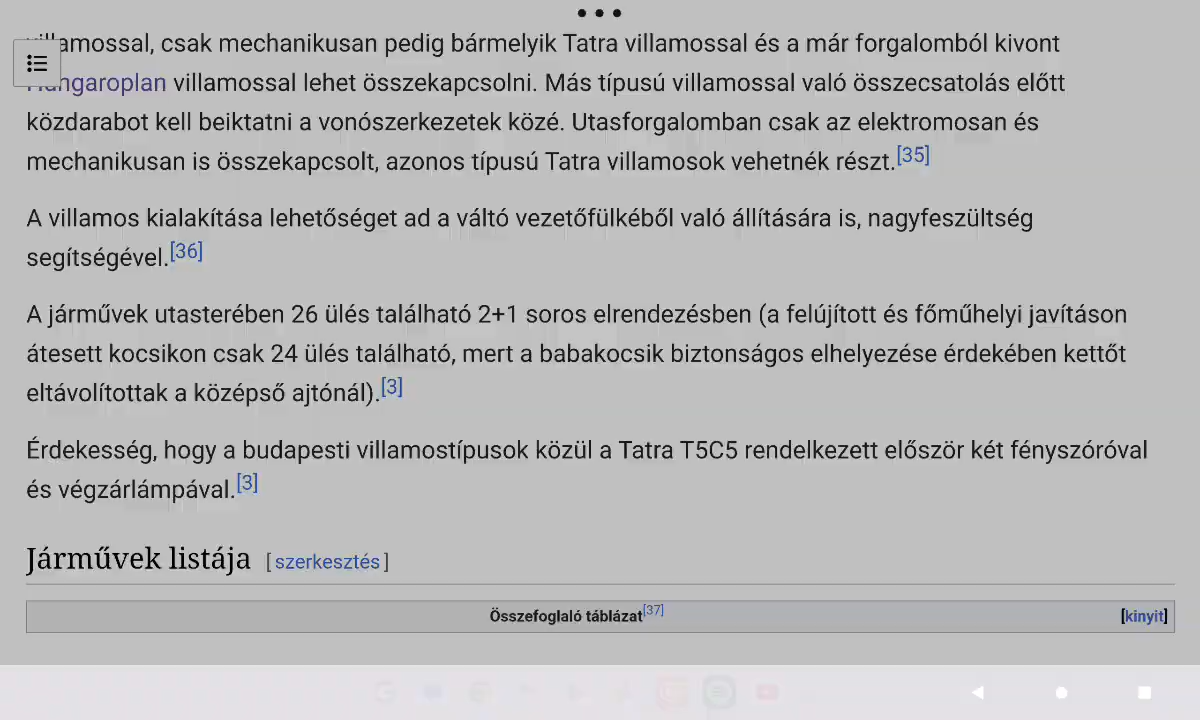 villamossal, csak mechanikusan pedig bármelyik Tatra villamossal és a már forgalomból kivont
Hungaroplan villamossal lehet összekapcsolni. Más típusú villamossal való összecsatolás előtt
közdarabot kell beiktatni a vonószerkezetek közé. Utasforgalomban csak az elektromosan és
mechanikusan is összekapcsolt, azonos típusú Tatra villamosok vehetnék részt.[35]
A villamos kialakítása lehetőséget ad a váltó vezetőfülkéből való állítására is, nagyfeszültség
segítségével.[36]
A járművek utasterében 26 ülés található 2+1 soros elrendezésben (a felújított és főműhelyi javításon
átesett kocsikon csak 24 ülés található, mert a babakocsik biztonságos elhelyezése érdekében kettőt
eltávolítottak a középső ajtónál).[3]
Érdekesség, hogy a budapesti villamostípusok közül a Tatra T5C5 rendelkezett először két fényszóróval
és végzárlámpával.[3]
Járművek listája [ szerkesztés ]
Összefoglaló táblázat[37] [kinyit]